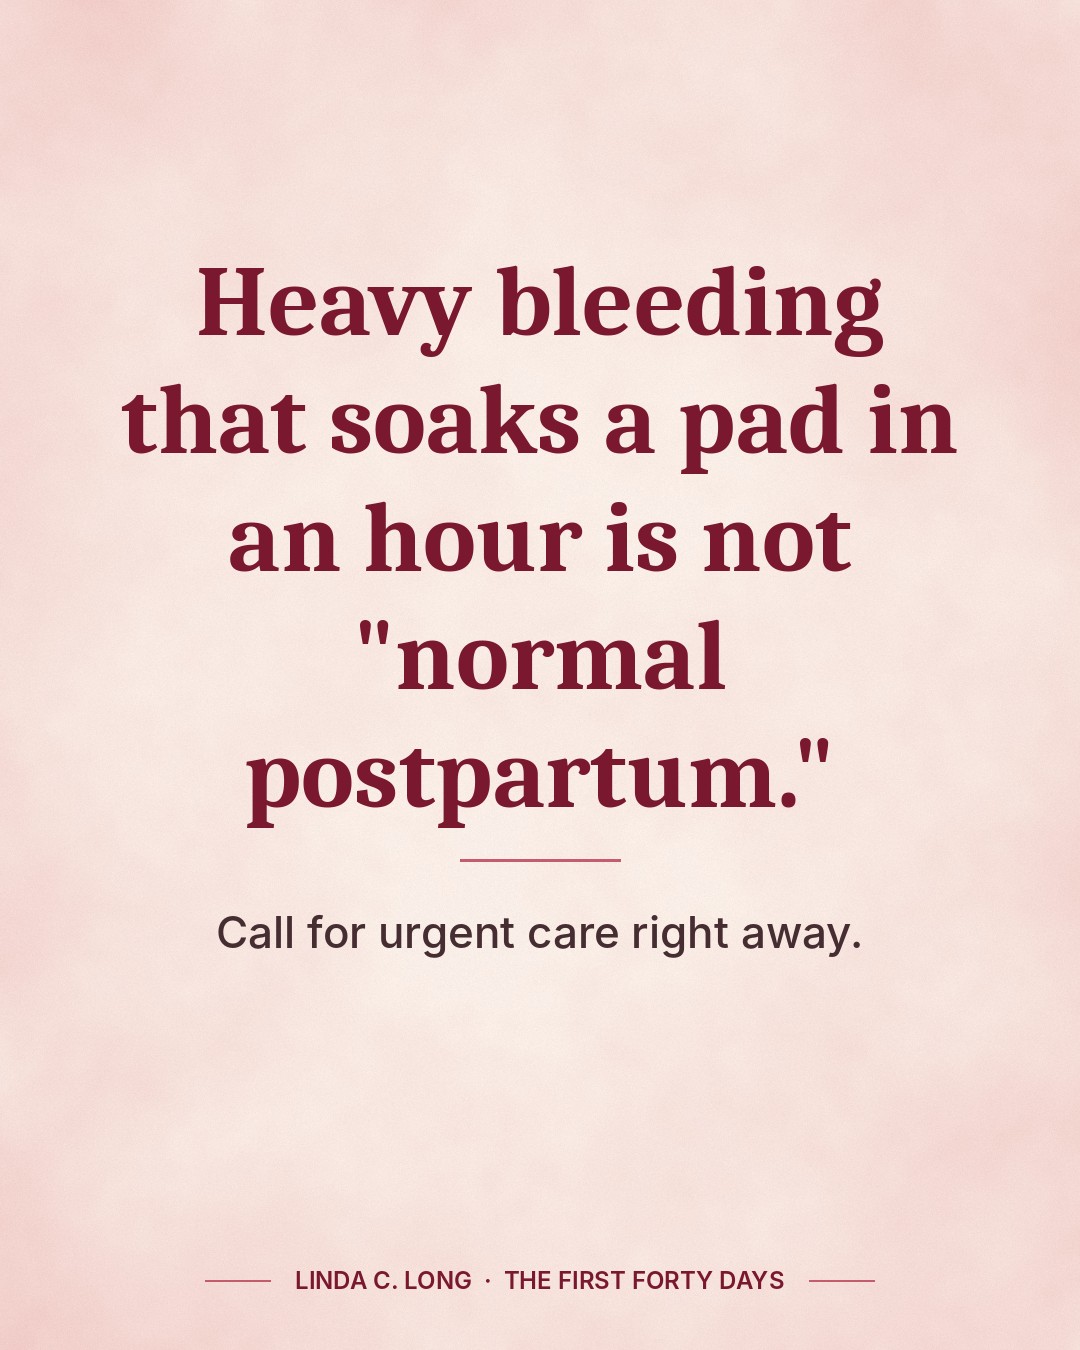 Heavy bleeding
that soaks a pad in
an hour is not
"normal
postpartum."
Call for urgent care right away.
LINDA C. LONG · THE FIRST FORTY DAYS